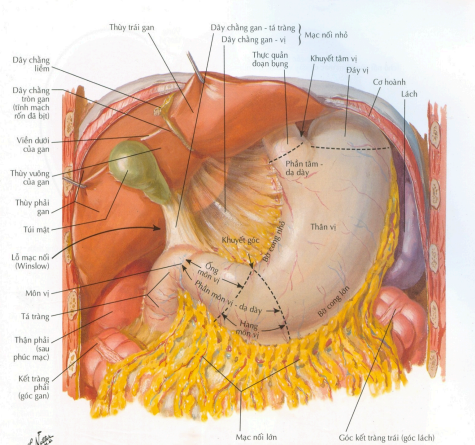 Thùy trái gan
Dây chằng gan - tá tràng
Dây chằng gan - vị
Mạc nối nhỏ
Thực quản
đoạn bụng
Khuyết tâm vị
Đáy vị
Cơ hoành
Lách
Dây chằng
liềm
Dây chằng
tròn gan
(tĩnh mạch
rốn đã bịt)
Viền dưới
của gan
Thùy vuông
của gan
Thùy phải
gan
Túi mật
Lỗ mạc nối
(Winslow)
Môn vị
Tá tràng
Thận phải
(sau
phúc mạc)
Kết tràng
phải
(góc gan)
Phần tâm -
dạ dày
Thân vị
Khuyết góc
Bờ cong nhỏ
Ống
môn vị
Phần môn vị - dạ dày
Hang
môn vị
Bờ cong lớn
Mạc nối lớn
Góc kết tràng trái (góc lách)